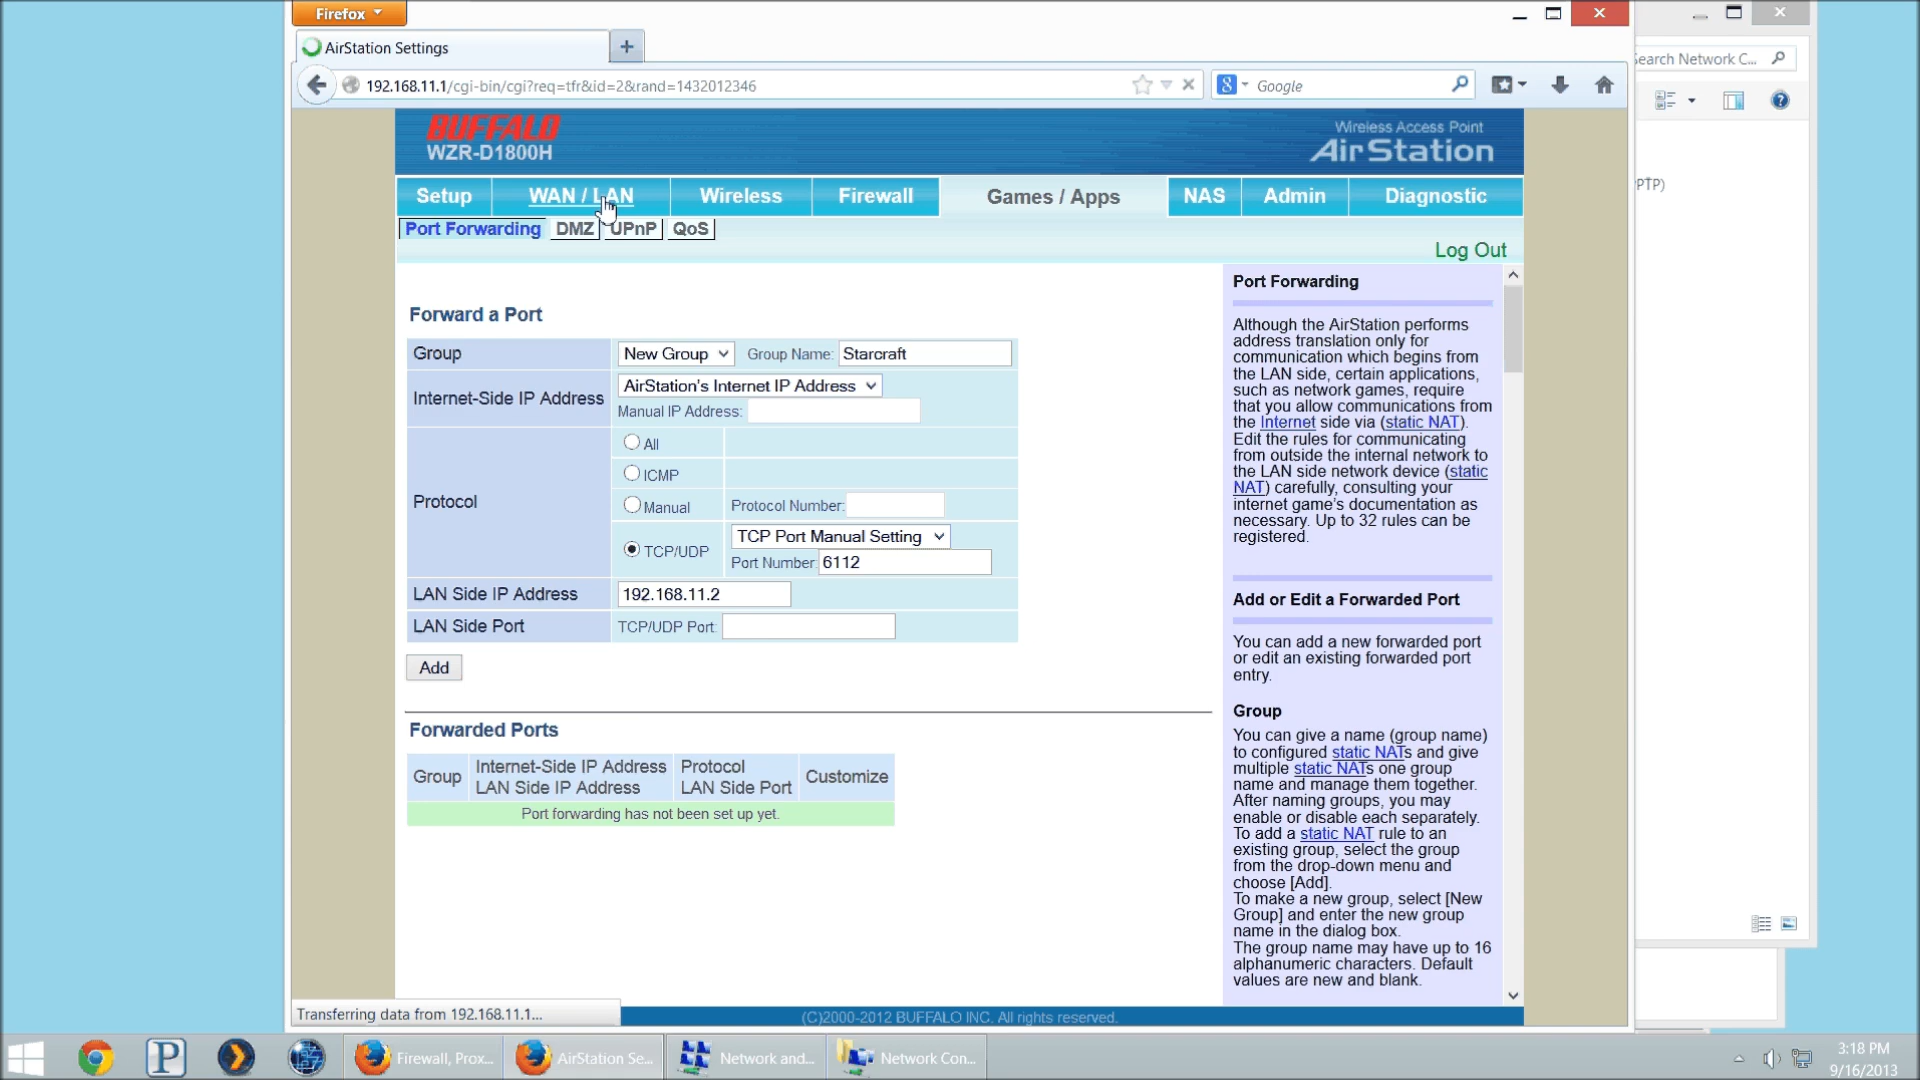 Firefox
AirStation Settings
192.168.11.1/cgi-bin/cgi?req=tfr&id=2&rand=1432012346
Google
Search Network C...
BUFFALO
WZR-D1800H
Wireless Access Point
AirStation
Setup
WAN / LAN
Wireless
Firewall
Games / Apps
NAS
Admin
Diagnostic
PTP)
Port Forwarding
DMZ
UPnP
QoS
Log Out
Forward a Port
Group
New Group
Group Name:
Starcraft
Internet-Side IP Address
AirStation's Internet IP Address
Manual IP Address:
Protocol
All
ICMP
Manual
Protocol Number:
TCP/UDP
TCP Port Manual Setting
Port Number:
6112
LAN Side IP Address
192.168.11.2
LAN Side Port
TCP/UDP Port:
Add
Forwarded Ports
Group
Internet-Side IP Address
LAN Side IP Address
Protocol
LAN Side Port
Customize
Port forwarding has not been set up yet.
Port Forwarding
Although the AirStation performs
address translation only for
communication which begins from
the LAN side, certain applications,
such as network games, require
that you allow communications from
the Internet side via (static NAT).
Edit the rules for communicating
from outside the internal network to
the LAN side network device (static
NAT) carefully, consulting your
internet game's documentation as
necessary. Up to 32 rules can be
registered.
Add or Edit a Forwarded Port
You can add a new forwarded port
or edit an existing forwarded port
entry.
Group
You can give a name (group name)
to configured static NATs and give
multiple static NATs one group
name and manage them together.
After naming groups, you may
enable or disable each separately.
To add a static NAT rule to an
existing group, select the group
from the drop-down menu and
choose [Add].
To make a new group, select [New
Group] and enter the new group
name in the dialog box.
The group name may have up to 16
alphanumeric characters. Default
values are new and blank.
Transferring data from 192.168.11.1...
(C)2000-2012 BUFFALO INC. All rights reserved.
Firewall, Prox...
AirStation Se...
Network and...
Network Con...
3:18 PM
9/16/2013